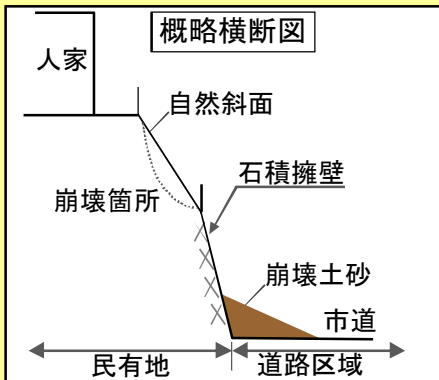 概略横断図
人家
自然斜面
石積擁壁
崩壊箇所
崩壊土砂
市道
民有地
道路区域